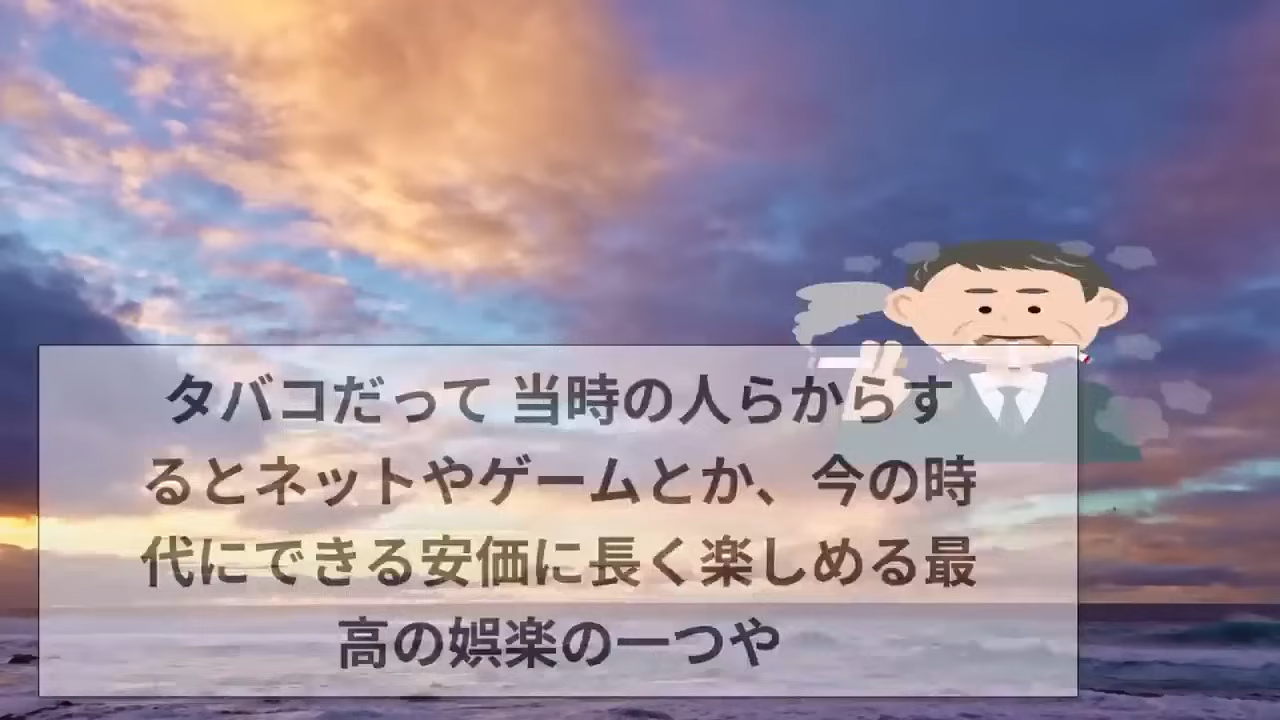 タバコだって 当時の人らからす
るとネットやゲームとか、今の時
代にできる安価に長く楽しめる最
高の娯楽の一つや